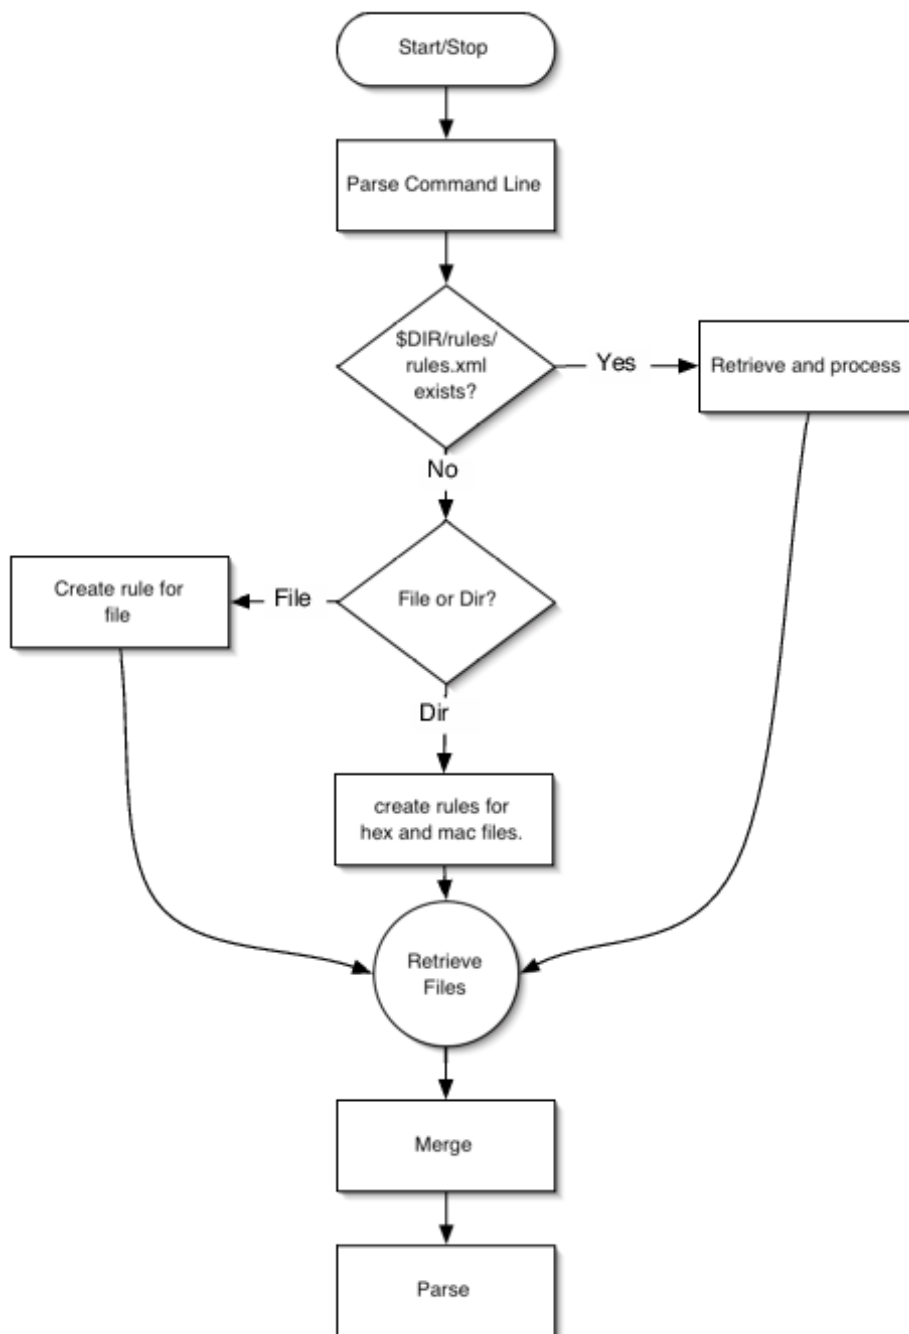 Start/Stop
Parse Command Line
$DIR/rules/
rules.xml
exists?
Yes
Retrieve and process
No
Create rule for
file
File
File or Dir?
Dir
create rules for
hex and mac files.
Retrieve
Files
Merge
Parse